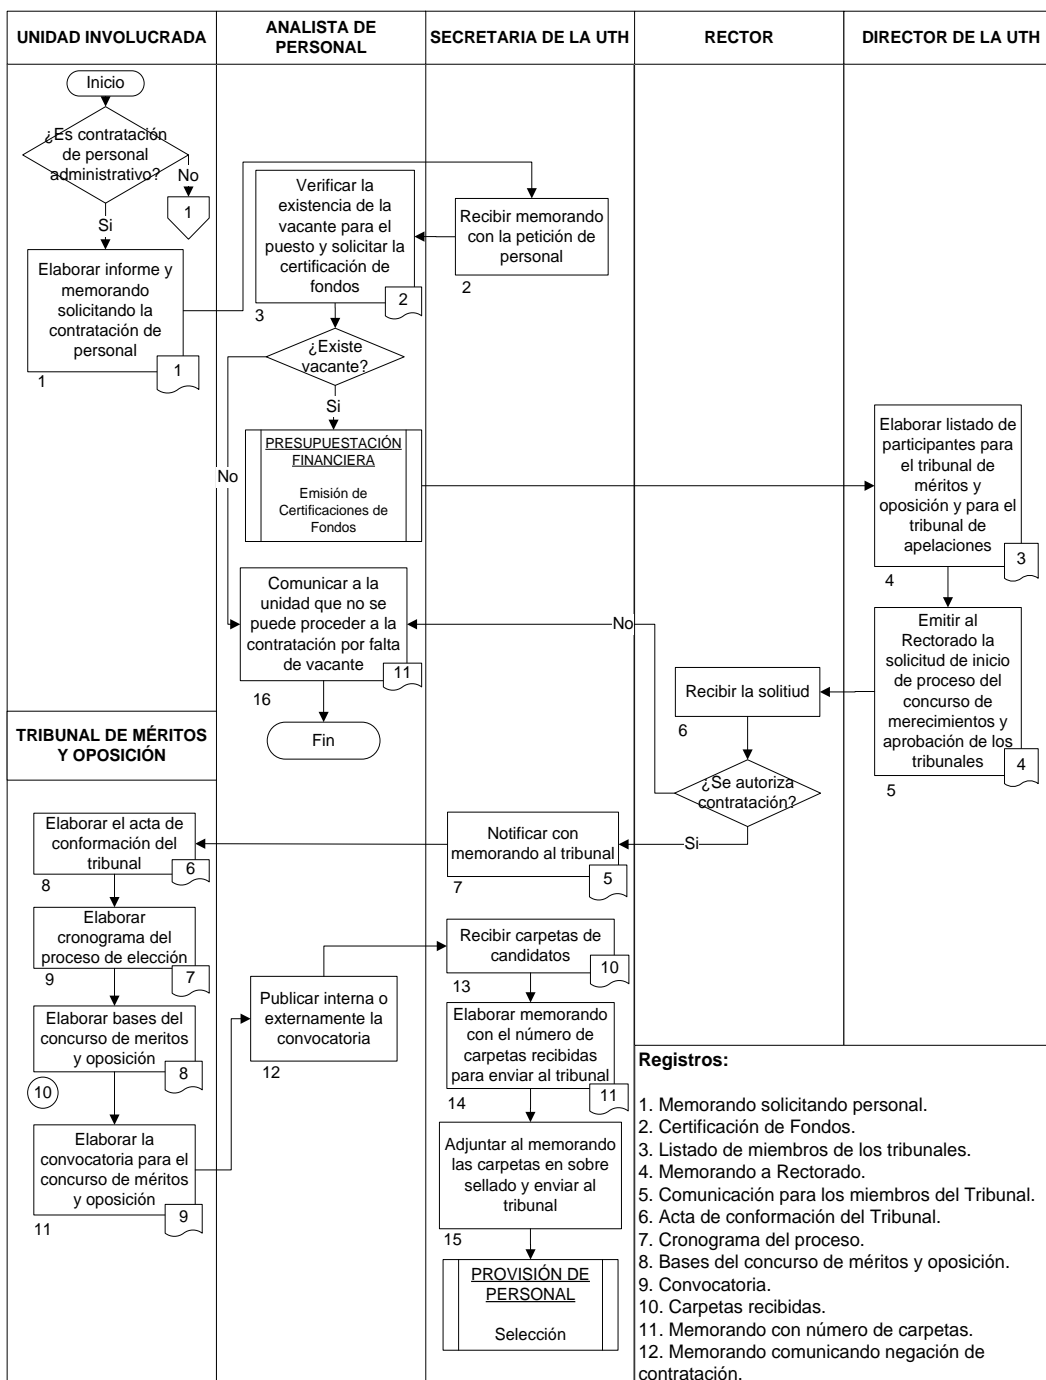 UNIDAD INVOLUCRADA
ANALISTA DE
PERSONAL
SECRETARIA DE LA UTH
RECTOR
DIRECTOR DE LA UTH
Inicio
¿Es contratación
de personal
administrativo?
No
1
Si
Elaborar informe y
memorando
solicitando la
contratación de
personal
1
1
Recibir memorando
con la petición de
personal
2
Verificar la
existencia de la
vacante para el
puesto y solicitar la
certificación de
fondos
2
3
¿Existe
vacante?
Si
No
PRESUPUESTACIÓN
FINANCIERA
Emisión de
Certificaciones de
Fondos
Elaborar listado de
participantes para
el tribunal de
méritos y
oposición y para el
tribunal de
apelaciones
3
4
Comunicar a la
unidad que no se
puede proceder a la
contratación por falta
de vacante
11
16
Fin
Emitir al
Rectorado la
solicitud de inicio
de proceso del
concurso de
merecimientos y
aprobación de los
tribunales
4
5
No
Recibir la solitiud
6
¿Se autoriza
contratación?
Si
TRIBUNAL DE MÉRITOS
Y OPOSICIÓN
Notificar con
memorando al tribunal
5
7
Elaborar el acta de
conformación del
tribunal
6
8
Elaborar
cronograma del
proceso de elección
7
9
Elaborar bases del
concurso de meritos
y oposición
8
10
Elaborar la
convocatoria para el
concurso de méritos
y oposición
9
11
Publicar interna o
externamente la
convocatoria
12
Recibir carpetas de
candidatos
10
13
Elaborar memorando
con el número de
carpetas recibidas
para enviar al tribunal
11
14
Adjuntar al memorando
las carpetas en sobre
sellado y enviar al
tribunal
15
PROVISIÓN DE
PERSONAL
Selección
Registros:
1. Memorando solicitando personal.
2. Certificación de Fondos.
3. Listado de miembros de los tribunales.
4. Memorando a Rectorado.
5. Comunicación para los miembros del Tribunal.
6. Acta de conformación del Tribunal.
7. Cronograma del proceso.
8. Bases del concurso de méritos y oposición.
9. Convocatoria.
10. Carpetas recibidas.
11. Memorando con número de carpetas.
12. Memorando comunicando negación de
contratación.